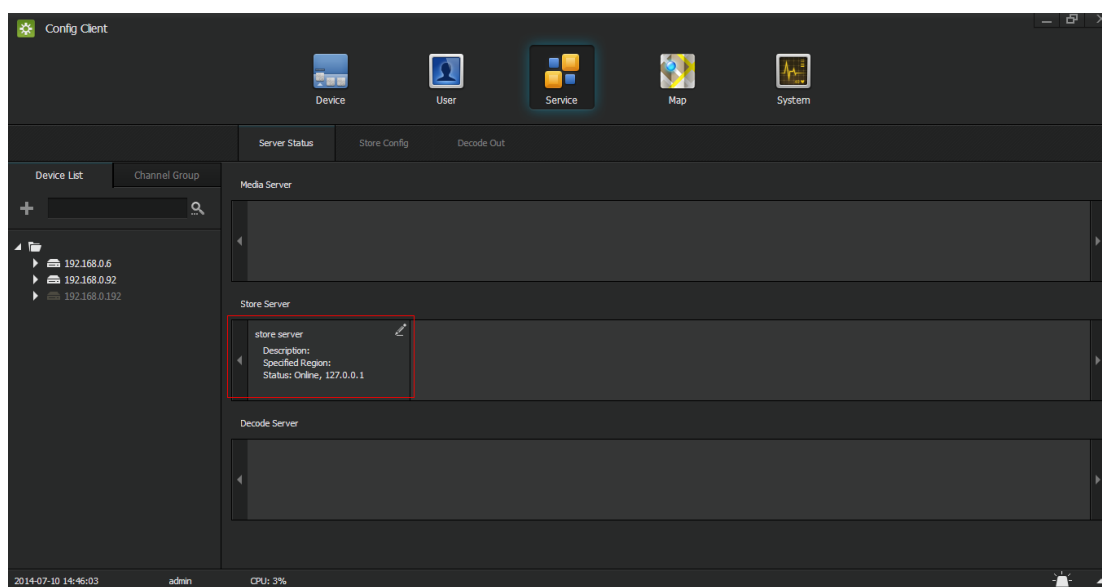 Config Client
Device
User
Service
Map
System
Server Status
Store Config
Decode Out
Device List
Channel Group
Media Server
192.168.0.6
192.168.0.92
192.168.0.192
Store Server
store server
Description:
Specified Region:
Status: Online, 127.0.0.1
Decode Server
2014-07-10 14:46:03
admin
CPU: 3%